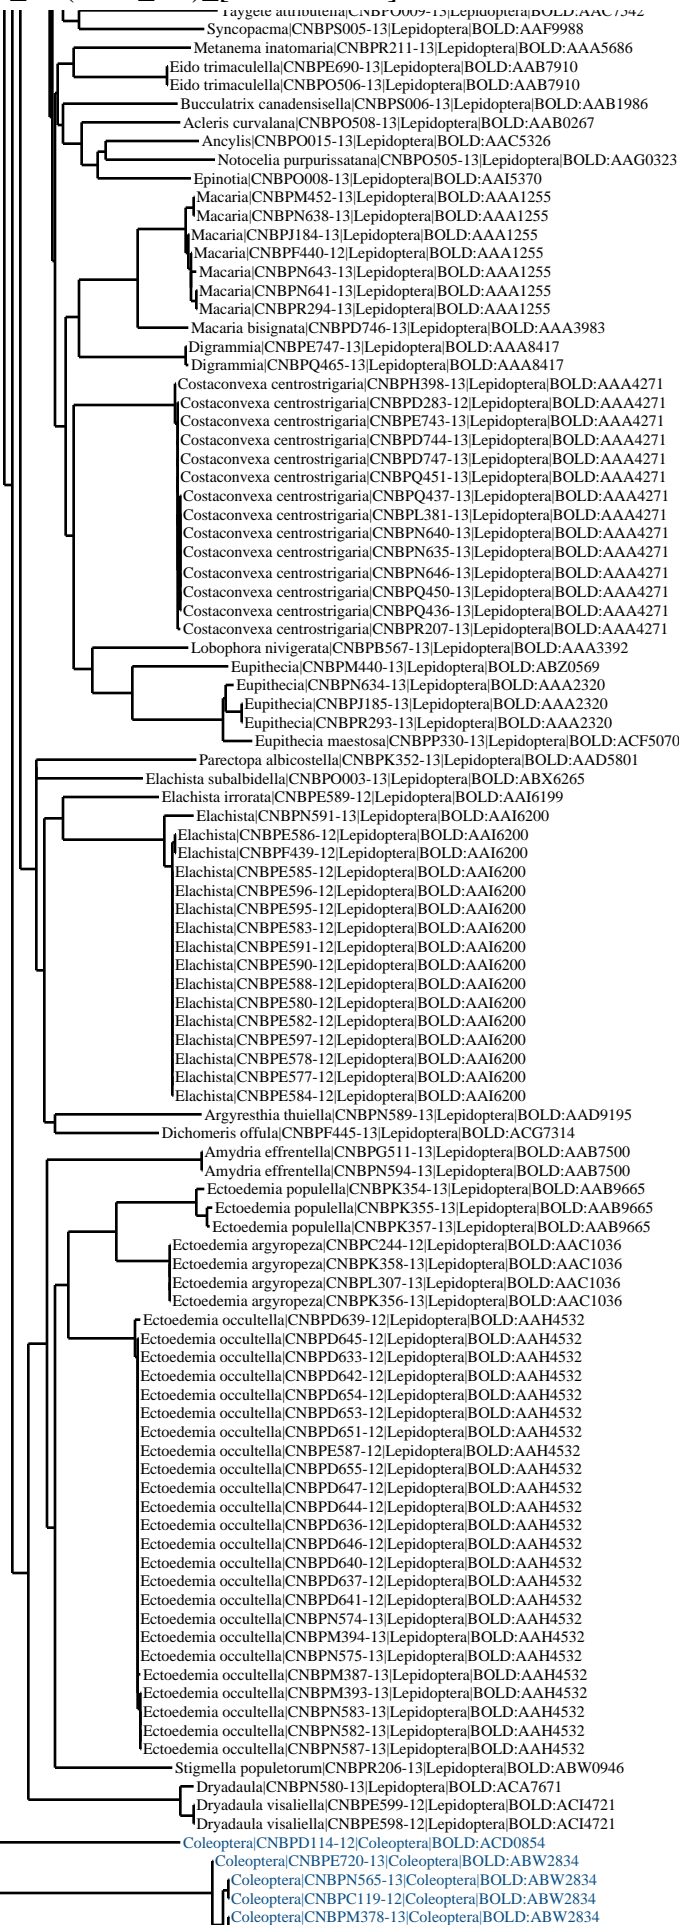 Taygete attributella|CNBPO009-13|Lepidoptera|BOLD:AAC7542
Syncopacma|CNBPS005-13|Lepidoptera|BOLD:AAF9988
Metanema inatomaria|CNBPR211-13|Lepidoptera|BOLD:AAA5686
Eido trimaculella|CNBPE690-13|Lepidoptera|BOLD:AAB7910
Eido trimaculella|CNBPO506-13|Lepidoptera|BOLD:AAB7910
Bucculatrix canadensisella|CNBPS006-13|Lepidoptera|BOLD:AAB1986
Acleris curvalana|CNBPO508-13|Lepidoptera|BOLD:AAB0267
Ancylis|CNBPO015-13|Lepidoptera|BOLD:AAC5326
Notocelia purpurissatana|CNBPO505-13|Lepidoptera|BOLD:AAG0323
Epinotia|CNBPO008-13|Lepidoptera|BOLD:AAI5370
Macaria|CNBPM452-13|Lepidoptera|BOLD:AAA1255
Macaria|CNBPN638-13|Lepidoptera|BOLD:AAA1255
Macaria|CNBPJ184-13|Lepidoptera|BOLD:AAA1255
Macaria|CNBPF440-12|Lepidoptera|BOLD:AAA1255
Macaria|CNBPN643-13|Lepidoptera|BOLD:AAA1255
Macaria|CNBPN641-13|Lepidoptera|BOLD:AAA1255
Macaria|CNBPR294-13|Lepidoptera|BOLD:AAA1255
Macaria bisignata|CNBPD746-13|Lepidoptera|BOLD:AAA3983
Digrammia|CNBPE747-13|Lepidoptera|BOLD:AAA8417
Digrammia|CNBPQ465-13|Lepidoptera|BOLD:AAA8417
Costaconvexa centrostrigaria|CNBPH398-13|Lepidoptera|BOLD:AAA4271
Costaconvexa centrostrigaria|CNBPD283-12|Lepidoptera|BOLD:AAA4271
Costaconvexa centrostrigaria|CNBPE743-13|Lepidoptera|BOLD:AAA4271
Costaconvexa centrostrigaria|CNBPD744-13|Lepidoptera|BOLD:AAA4271
Costaconvexa centrostrigaria|CNBPD747-13|Lepidoptera|BOLD:AAA4271
Costaconvexa centrostrigaria|CNBPQ451-13|Lepidoptera|BOLD:AAA4271
Costaconvexa centrostrigaria|CNBPQ437-13|Lepidoptera|BOLD:AAA4271
Costaconvexa centrostrigaria|CNBPL381-13|Lepidoptera|BOLD:AAA4271
Costaconvexa centrostrigaria|CNBPN640-13|Lepidoptera|BOLD:AAA4271
Costaconvexa centrostrigaria|CNBPN635-13|Lepidoptera|BOLD:AAA4271
Costaconvexa centrostrigaria|CNBPN646-13|Lepidoptera|BOLD:AAA4271
Costaconvexa centrostrigaria|CNBPQ450-13|Lepidoptera|BOLD:AAA4271
Costaconvexa centrostrigaria|CNBPQ436-13|Lepidoptera|BOLD:AAA4271
Costaconvexa centrostrigaria|CNBPR207-13|Lepidoptera|BOLD:AAA4271
Lobophora nivigerata|CNBPB567-13|Lepidoptera|BOLD:AAA3392
Eupithecia|CNBPM440-13|Lepidoptera|BOLD:ABZ0569
Eupithecia|CNBPN634-13|Lepidoptera|BOLD:AAA2320
Eupithecia|CNBPJ185-13|Lepidoptera|BOLD:AAA2320
Eupithecia|CNBPR293-13|Lepidoptera|BOLD:AAA2320
Eupithecia maestosa|CNBPP330-13|Lepidoptera|BOLD:ACF5070
Parectopa albicostella|CNBPK352-13|Lepidoptera|BOLD:AAD5801
Elachista subalbidella|CNBPO003-13|Lepidoptera|BOLD:ABX6265
Elachista irrorata|CNBPE589-12|Lepidoptera|BOLD:AAI6199
Elachista|CNBPN591-13|Lepidoptera|BOLD:AAI6200
Elachista|CNBPE586-12|Lepidoptera|BOLD:AAI6200
Elachista|CNBPF439-12|Lepidoptera|BOLD:AAI6200
Elachista|CNBPE585-12|Lepidoptera|BOLD:AAI6200
Elachista|CNBPE596-12|Lepidoptera|BOLD:AAI6200
Elachista|CNBPE595-12|Lepidoptera|BOLD:AAI6200
Elachista|CNBPE583-12|Lepidoptera|BOLD:AAI6200
Elachista|CNBPE591-12|Lepidoptera|BOLD:AAI6200
Elachista|CNBPE590-12|Lepidoptera|BOLD:AAI6200
Elachista|CNBPE588-12|Lepidoptera|BOLD:AAI6200
Elachista|CNBPE580-12|Lepidoptera|BOLD:AAI6200
Elachista|CNBPE582-12|Lepidoptera|BOLD:AAI6200
Elachista|CNBPE597-12|Lepidoptera|BOLD:AAI6200
Elachista|CNBPE578-12|Lepidoptera|BOLD:AAI6200
Elachista|CNBPE577-12|Lepidoptera|BOLD:AAI6200
Elachista|CNBPE584-12|Lepidoptera|BOLD:AAI6200
Argyresthia thuiella|CNBPN589-13|Lepidoptera|BOLD:AAD9195
Dichomeris offula|CNBPF445-13|Lepidoptera|BOLD:ACG7314
Amydria effrentella|CNBPG511-13|Lepidoptera|BOLD:AAB7500
Amydria effrentella|CNBPN594-13|Lepidoptera|BOLD:AAB7500
Ectoedemia populella|CNBPK354-13|Lepidoptera|BOLD:AAB9665
Ectoedemia populella|CNBPK355-13|Lepidoptera|BOLD:AAB9665
Ectoedemia populella|CNBPK357-13|Lepidoptera|BOLD:AAB9665
Ectoedemia argyropeza|CNBPC244-12|Lepidoptera|BOLD:AAC1036
Ectoedemia argyropeza|CNBPK358-13|Lepidoptera|BOLD:AAC1036
Ectoedemia argyropeza|CNBPL307-13|Lepidoptera|BOLD:AAC1036
Ectoedemia argyropeza|CNBPK356-13|Lepidoptera|BOLD:AAC1036
Ectoedemia occultella|CNBPD639-12|Lepidoptera|BOLD:AAH4532
Ectoedemia occultella|CNBPD645-12|Lepidoptera|BOLD:AAH4532
Ectoedemia occultella|CNBPD633-12|Lepidoptera|BOLD:AAH4532
Ectoedemia occultella|CNBPD642-12|Lepidoptera|BOLD:AAH4532
Ectoedemia occultella|CNBPD654-12|Lepidoptera|BOLD:AAH4532
Ectoedemia occultella|CNBPD653-12|Lepidoptera|BOLD:AAH4532
Ectoedemia occultella|CNBPD651-12|Lepidoptera|BOLD:AAH4532
Ectoedemia occultella|CNBPE587-12|Lepidoptera|BOLD:AAH4532
Ectoedemia occultella|CNBPD655-12|Lepidoptera|BOLD:AAH4532
Ectoedemia occultella|CNBPD647-12|Lepidoptera|BOLD:AAH4532
Ectoedemia occultella|CNBPD644-12|Lepidoptera|BOLD:AAH4532
Ectoedemia occultella|CNBPD636-12|Lepidoptera|BOLD:AAH4532
Ectoedemia occultella|CNBPD646-12|Lepidoptera|BOLD:AAH4532
Ectoedemia occultella|CNBPD640-12|Lepidoptera|BOLD:AAH4532
Ectoedemia occultella|CNBPD637-12|Lepidoptera|BOLD:AAH4532
Ectoedemia occultella|CNBPD641-12|Lepidoptera|BOLD:AAH4532
Ectoedemia occultella|CNBPN574-13|Lepidoptera|BOLD:AAH4532
Ectoedemia occultella|CNBPM394-13|Lepidoptera|BOLD:AAH4532
Ectoedemia occultella|CNBPN575-13|Lepidoptera|BOLD:AAH4532
Ectoedemia occultella|CNBPM387-13|Lepidoptera|BOLD:AAH4532
Ectoedemia occultella|CNBPM393-13|Lepidoptera|BOLD:AAH4532
Ectoedemia occultella|CNBPN583-13|Lepidoptera|BOLD:AAH4532
Ectoedemia occultella|CNBPN582-13|Lepidoptera|BOLD:AAH4532
Ectoedemia occultella|CNBPN587-13|Lepidoptera|BOLD:AAH4532
Stigmella populetorum|CNBPR206-13|Lepidoptera|BOLD:ABW0946
Dryadaula|CNBPN580-13|Lepidoptera|BOLD:ACA7671
Dryadaula visaliella|CNBPE599-12|Lepidoptera|BOLD:ACI4721
Dryadaula visaliella|CNBPE598-12|Lepidoptera|BOLD:ACI4721
Coleoptera|CNBPD114-12|Coleoptera|BOLD:ACD0854
Coleoptera|CNBPE720-13|Coleoptera|BOLD:ABW2834
Coleoptera|CNBPN565-13|Coleoptera|BOLD:ABW2834
Coleoptera|CNBPC119-12|Coleoptera|BOLD:ABW2834
Coleoptera|CNBPM378-13|Coleoptera|BOLD:ABW2834